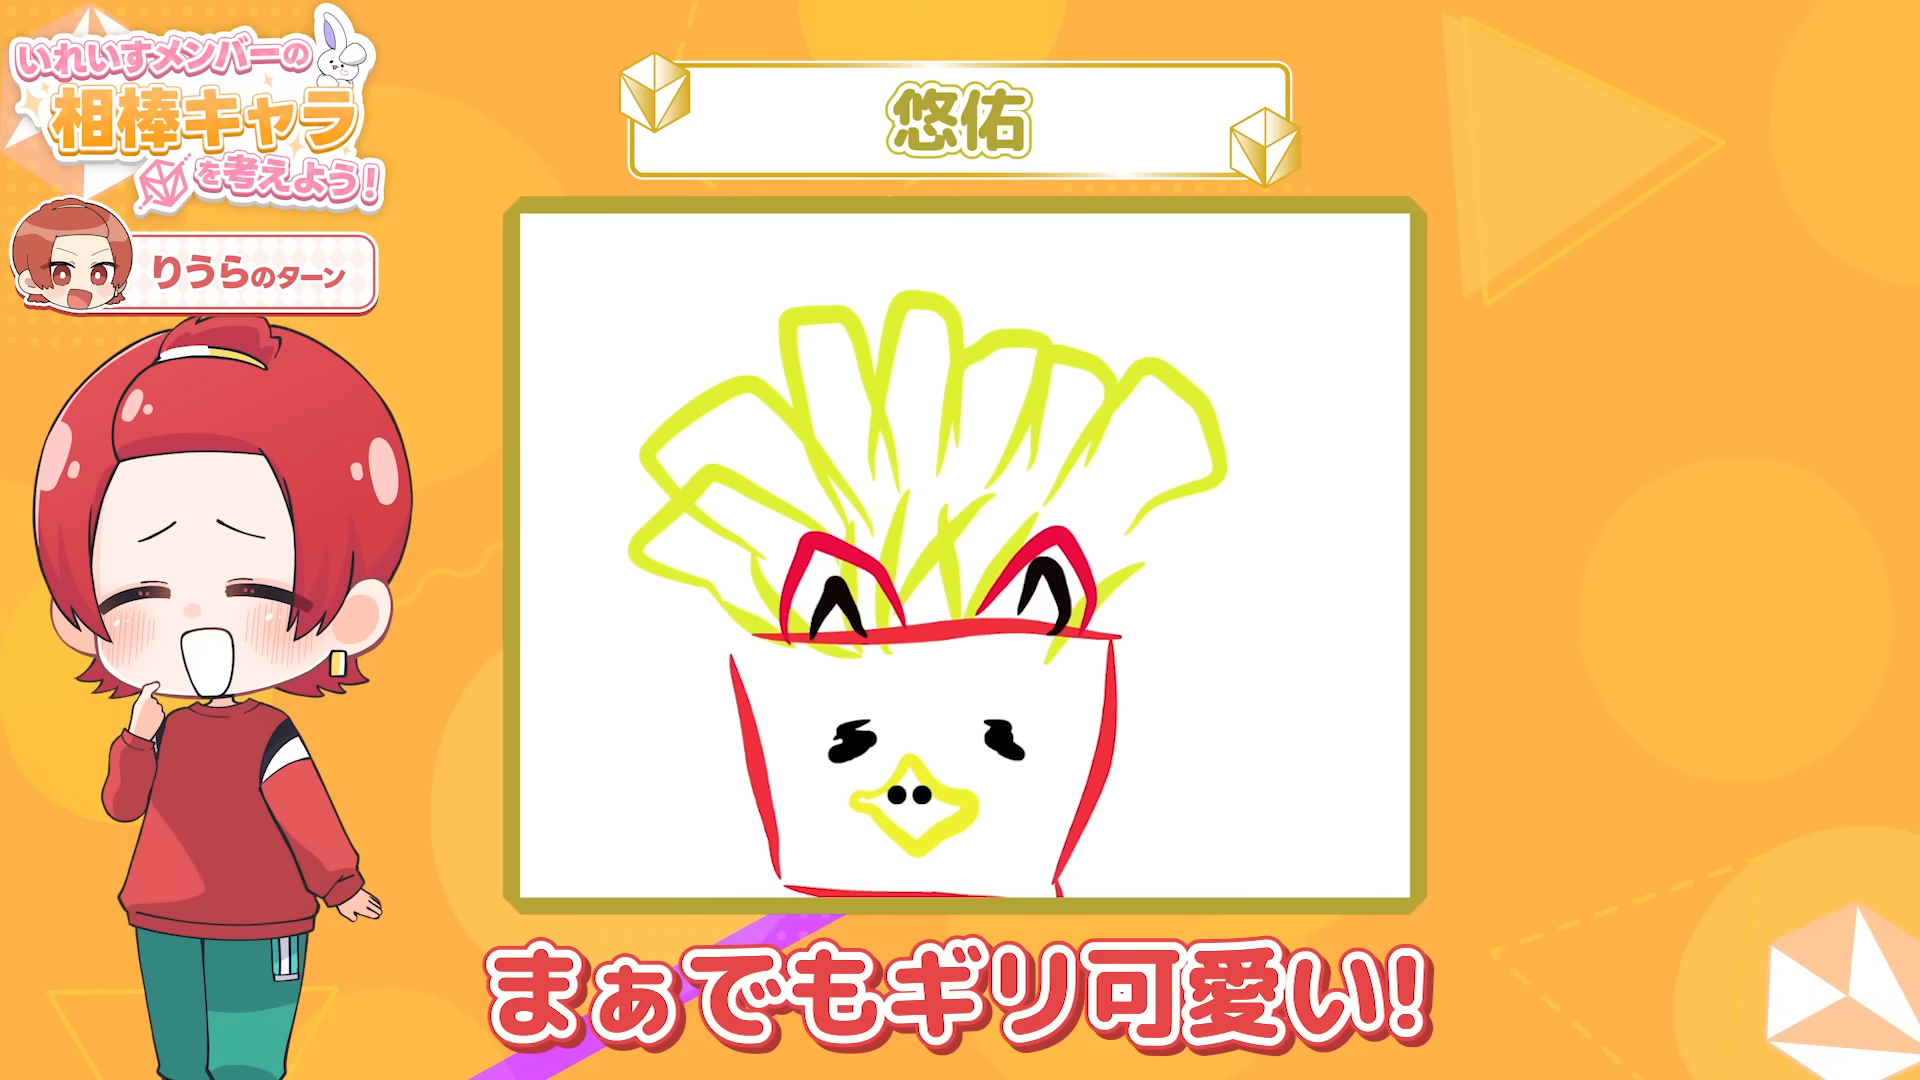 いれいすメンバーの
相棒キャラ
を考えよう!
りうらのターン
悠佑
まぁでもギリ可愛い!